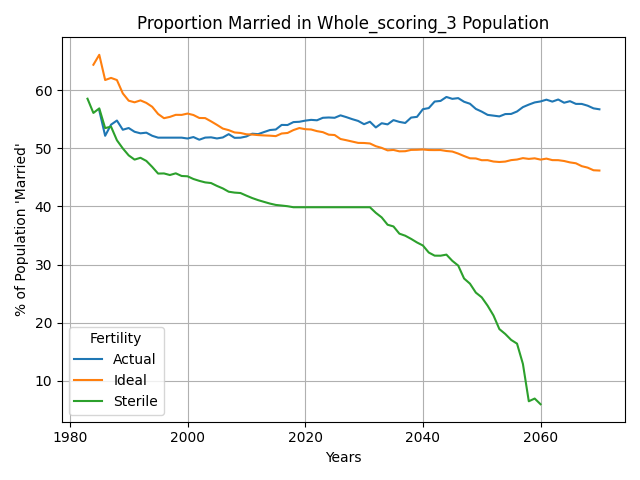 Proportion Married in Whole_scoring_3 Population
% of Population 'Married'
60
50
40
30
20
10
Fertility
Actual
Ideal
Sterile
1980
2000
2020
2040
2060
Years